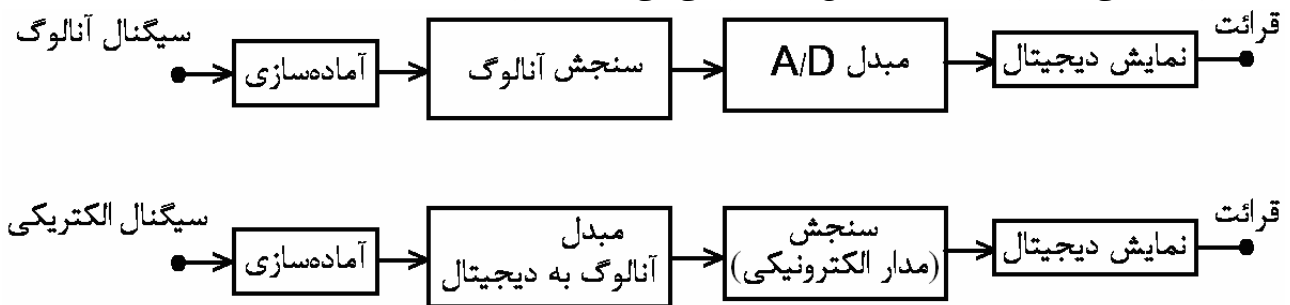 سیگنال آنالوگ
آماده‌سازی
سنجش آنالوگ
مبدل A/D
نمایش دیجیتال
قرائت
سیگنال الکتریکی
آماده‌سازی
مبدل
آنالوگ به دیجیتال
سنجش
(مدار الکترونیکی)
نمایش دیجیتال
قرائت